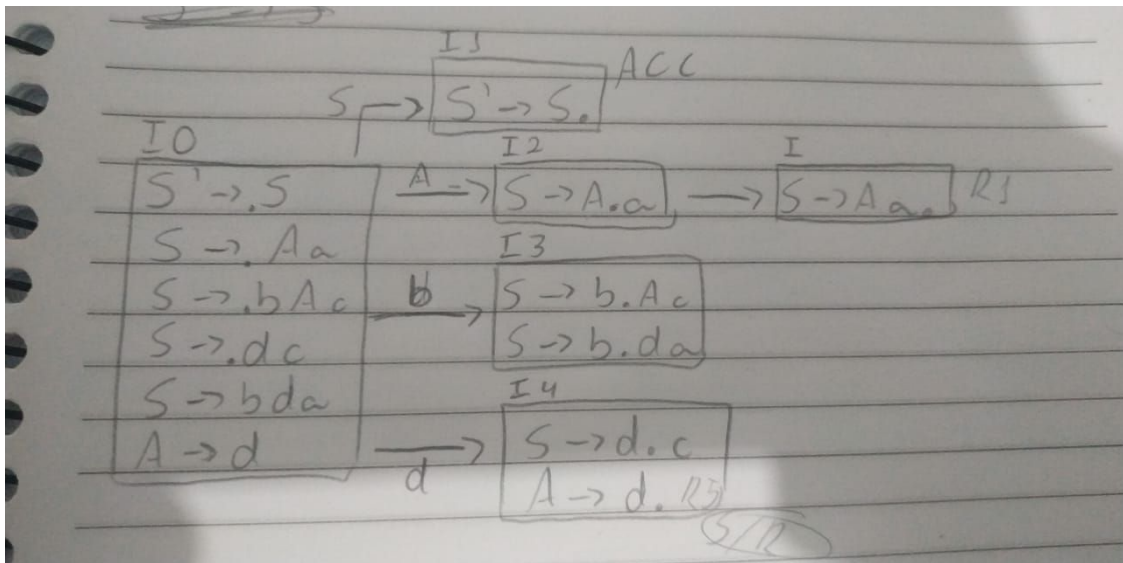 I1
S
S' -> S.
ACC
I0
S' -> .S
S -> .Aa
S -> .bAc
S -> .dc
S -> bda
A -> d
A
I2
S -> A.a
I
S -> Aa.
R1
b
I3
S -> b.Ac
S -> b.da
d
I4
S -> d.c
A -> d. R5
S/R